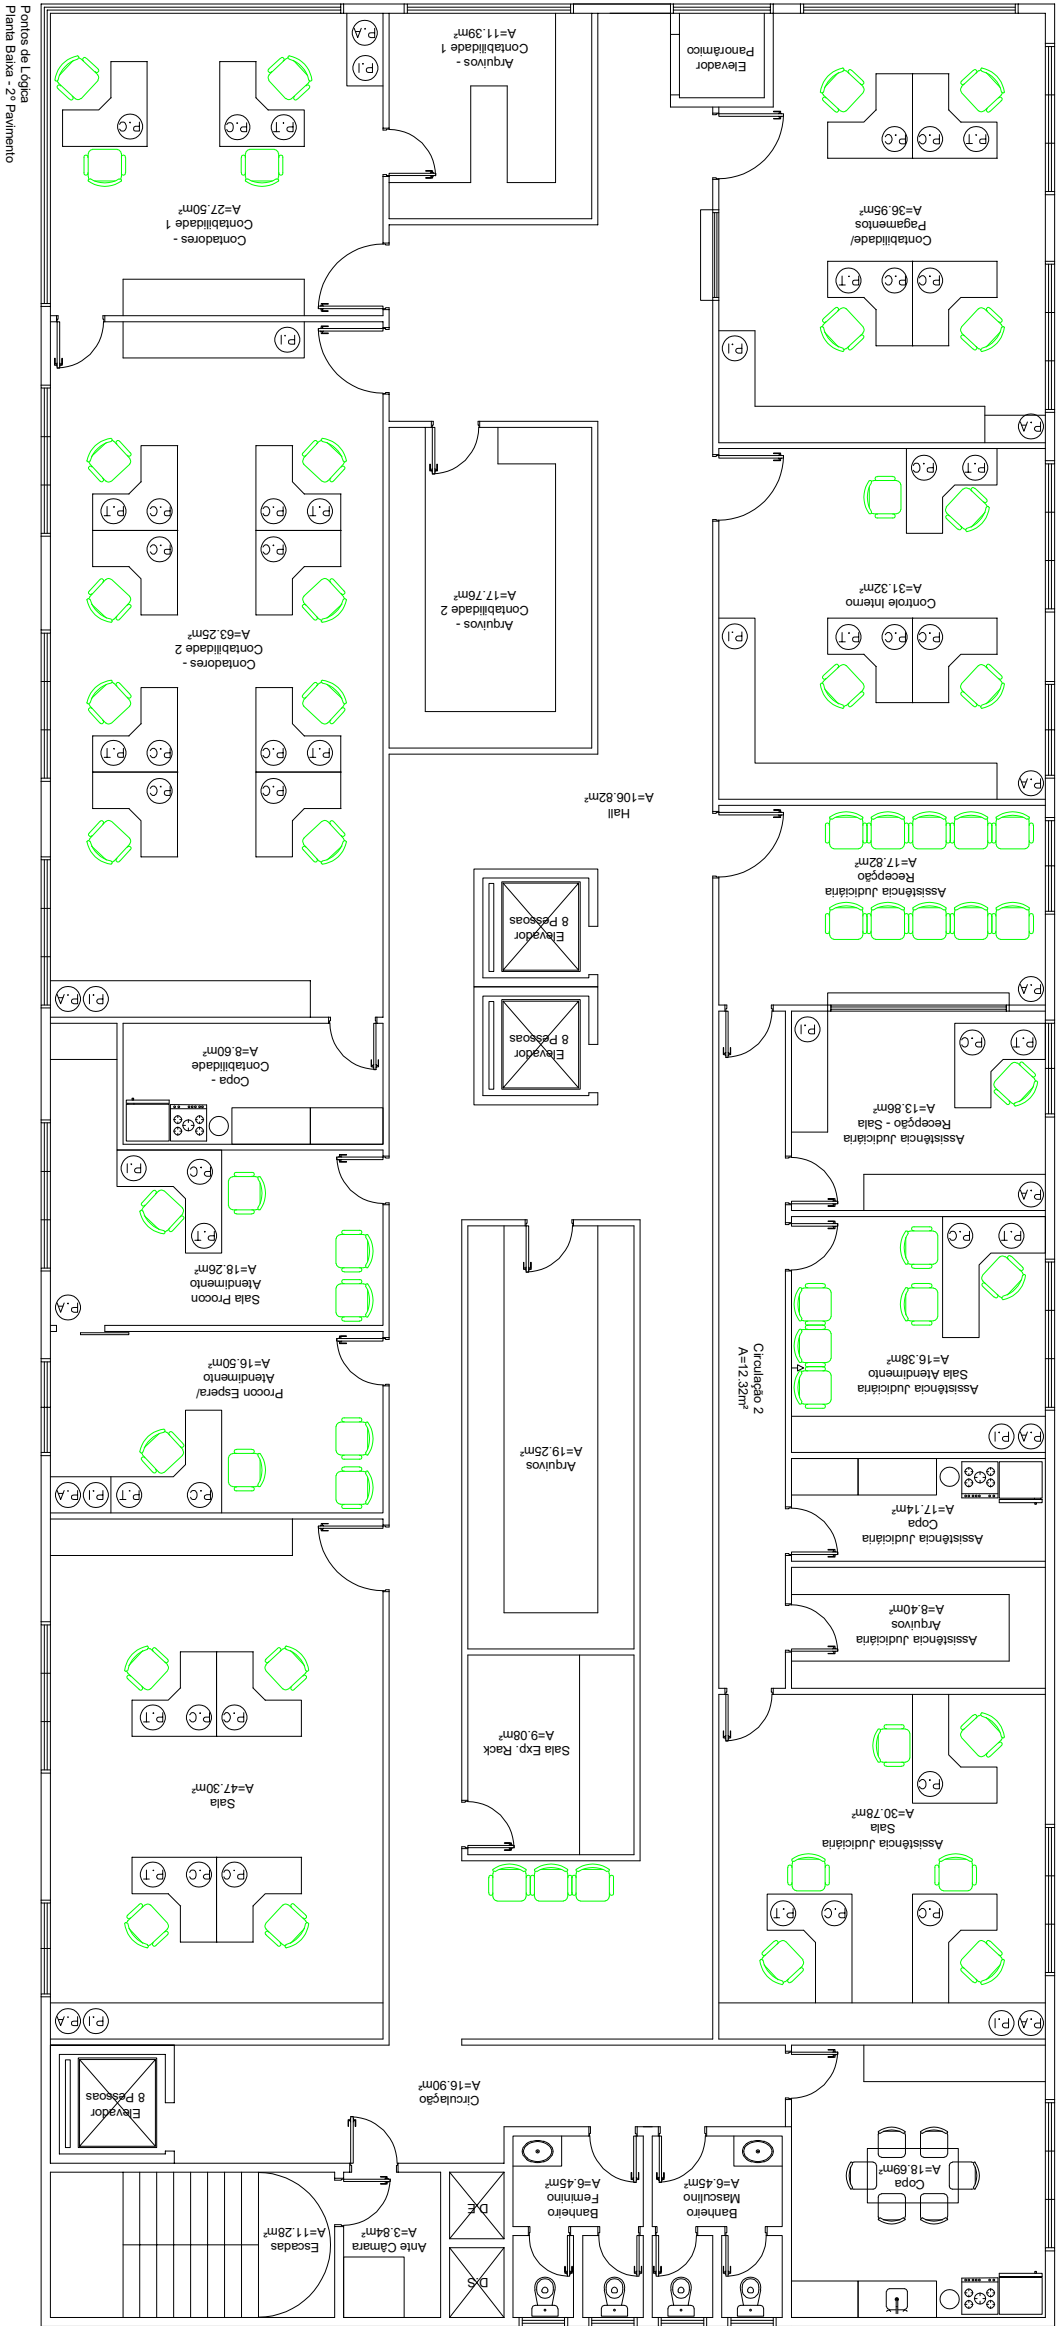 Pontos de Lógica
Planta Baixa - 2º Pavimento
P.A
P.I
Arquivos -
Contabilidade 1
A=11.39m²
Elevador
Panorâmico
P.C
P.C
P.T
P.C
P.C
P.T
Contadores -
Contabilidade 1
A=27.50m²
Contabilidade/
Pagamentos
A=36.95m²
P.T
P.C
P.C
P.I
P.I
P.A
P.C
P.T
P.T
P.C
P.C
P.T
P.C
P.C
Arquivos -
Contabilidade 2
A=17.76m²
Controle Interno
A=31.32m²
Contadores -
Contabilidade 2
A=63.25m²
P.T
P.C
P.C
P.I
P.T
P.C
P.C
P.T
P.C
P.C
P.A
Hall
A=106.82m²
Assistência Judiciária
Recepção
A=17.82m²
Elevador
8 Pessoas
P.A
P.I
P.A
Elevador
8 Pessoas
P.I
P.C
P.T
Copa -
Contabilidade
A=8.60m²
Assistência Judiciária
Recepção - Sala
A=13.86m²
P.I
P.C
P.T
P.A
P.C
P.T
Sala Procon
Atendimento
A=18.26m²
P.A
Circulação 2
A=12.32m²
Assistência Judiciária
Sala Atendimento
A=16.38m²
Procon Espera/
Atendimento
A=16.50m²
P.I
P.A
Arquivos
A=19.25m²
P.A
P.I
P.T
P.C
Assistência Judiciária
Copa
A=17.14m²
Assistência Judiciária
Arquivos
A=8.40m²
P.T
P.C
P.C
Sala Exp. Rack
A=9.08m²
Sala
A=47.30m²
P.C
Assistência Judiciária
Sala
A=30.78m²
P.T
P.C
P.C
P.T
P.C
P.C
P.A
P.I
P.I
P.A
Elevador
8 Pessoas
Circulação
A=16.90m²
Copa
A=18.69m²
Escadas
A=11.28m²
Ante Câmara
A=3.84m²
D.E
Banheiro
Feminino
A=6.45m²
Banheiro
Masculino
A=6.45m²
D.S